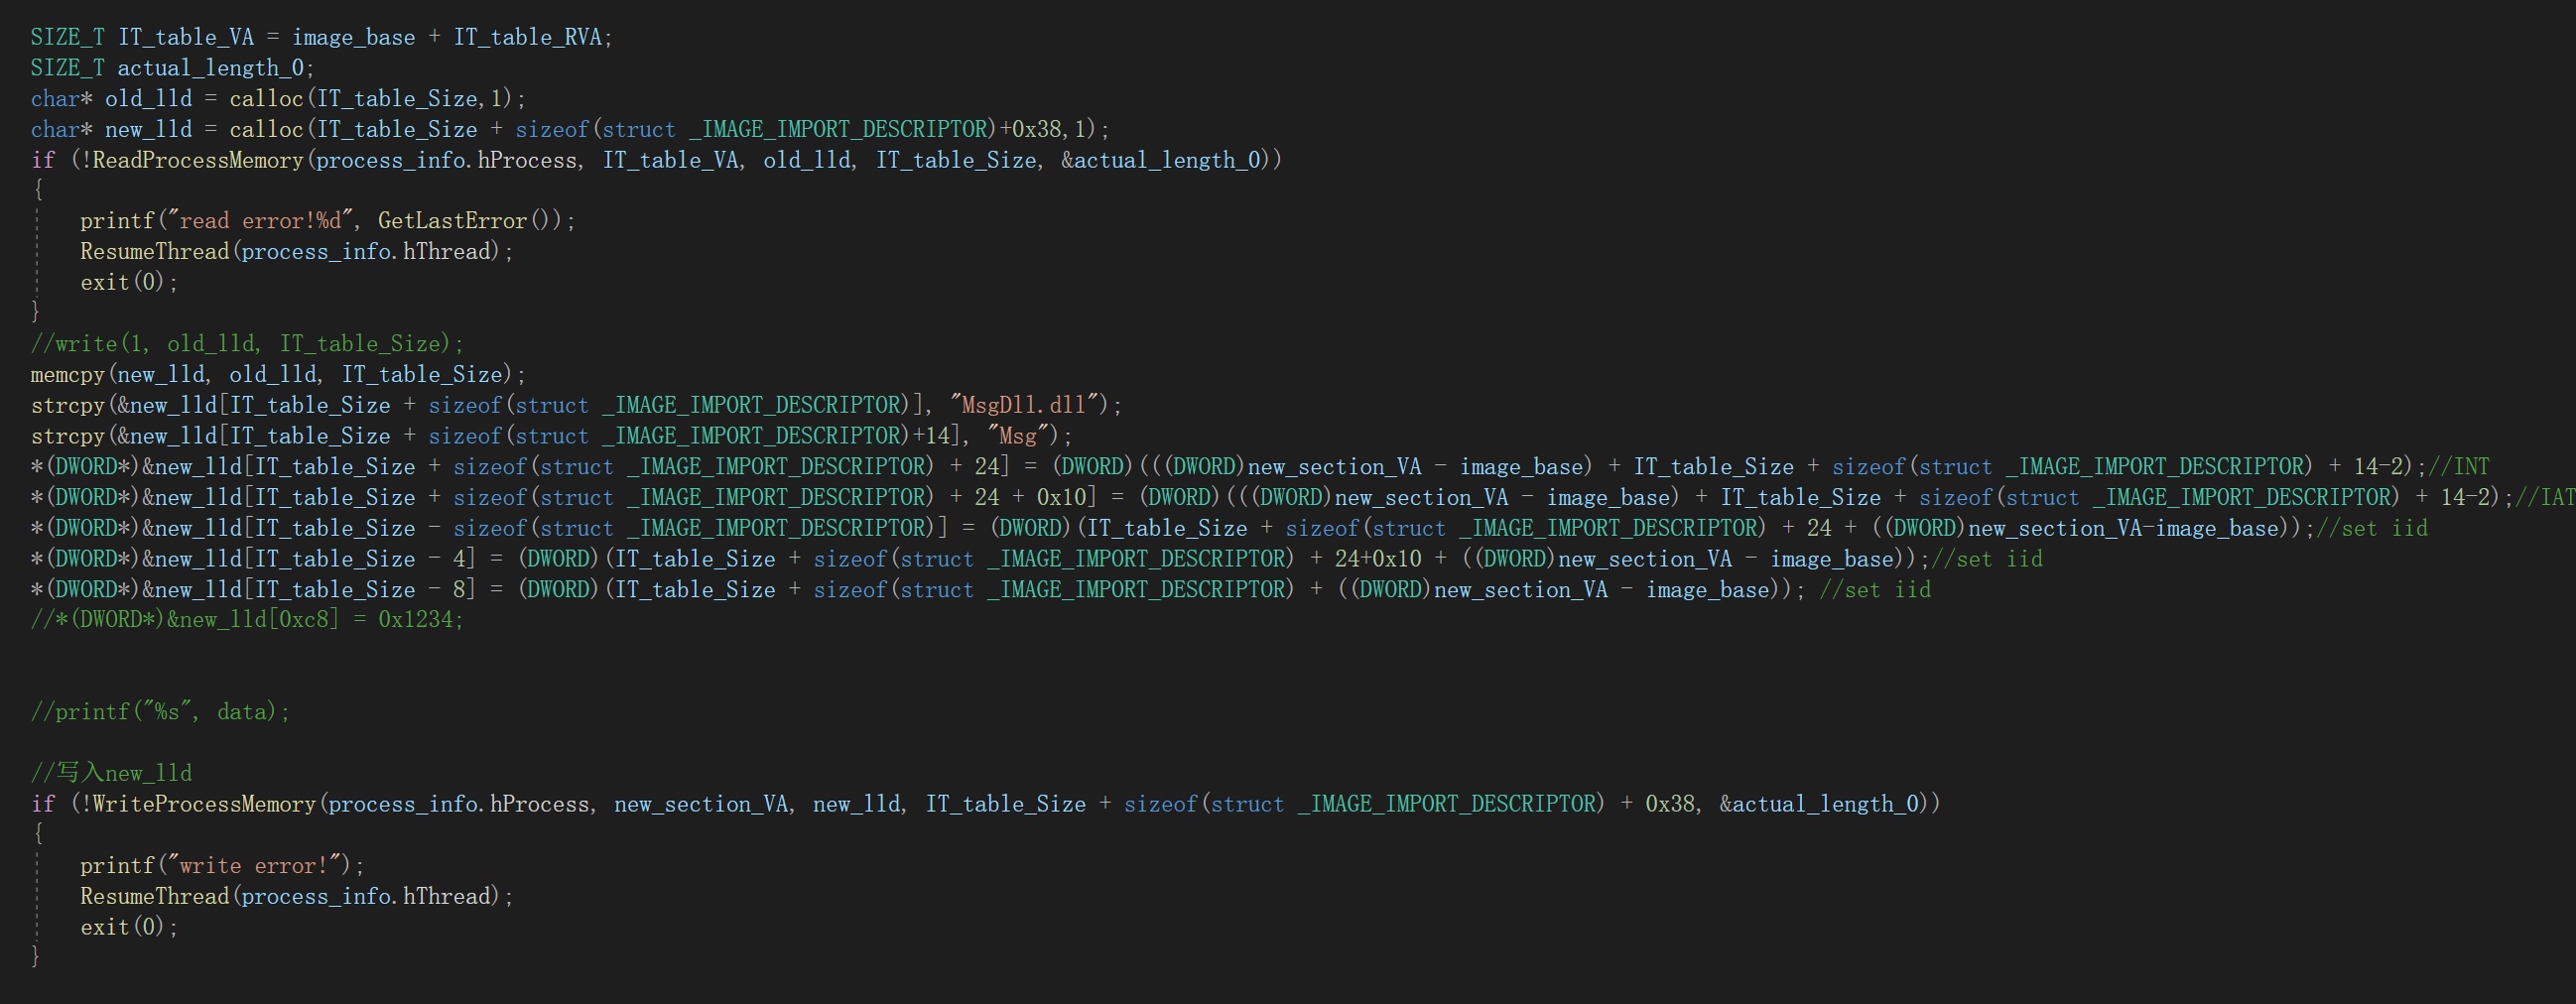 SIZE_T IT_table_VA = image_base + IT_table_RVA;
SIZE_T actual_length_0;
char* old_lld = calloc(IT_table_Size,1);
char* new_lld = calloc(IT_table_Size + sizeof(struct _IMAGE_IMPORT_DESCRIPTOR)+0x38,1);
if (!ReadProcessMemory(process_info.hProcess, IT_table_VA, old_lld, IT_table_Size, &actual_length_0))
{
    printf("read error!%d", GetLastError());
    ResumeThread(process_info.hThread);
    exit(0);
}
//write(1, old_lld, IT_table_Size);
memcpy(new_lld, old_lld, IT_table_Size);
strcpy(&new_lld[IT_table_Size + sizeof(struct _IMAGE_IMPORT_DESCRIPTOR)], "MsgDll.dll");
strcpy(&new_lld[IT_table_Size + sizeof(struct _IMAGE_IMPORT_DESCRIPTOR)+14], "Msg");
*(DWORD*)&new_lld[IT_table_Size + sizeof(struct _IMAGE_IMPORT_DESCRIPTOR) + 24] = (DWORD)(((DWORD)new_section_VA - image_base) + IT_table_Size + sizeof(struct _IMAGE_IMPORT_DESCRIPTOR) + 14-2);//INT
*(DWORD*)&new_lld[IT_table_Size + sizeof(struct _IMAGE_IMPORT_DESCRIPTOR) + 24 + 0x10] = (DWORD)(((DWORD)new_section_VA - image_base) + IT_table_Size + sizeof(struct _IMAGE_IMPORT_DESCRIPTOR) + 14-2);//IAT
*(DWORD*)&new_lld[IT_table_Size - sizeof(struct _IMAGE_IMPORT_DESCRIPTOR)] = (DWORD)(IT_table_Size + sizeof(struct _IMAGE_IMPORT_DESCRIPTOR) + 24 + ((DWORD)new_section_VA-image_base));//set iid
*(DWORD*)&new_lld[IT_table_Size - 4] = (DWORD)(IT_table_Size + sizeof(struct _IMAGE_IMPORT_DESCRIPTOR) + 24+0x10 + ((DWORD)new_section_VA - image_base));//set iid
*(DWORD*)&new_lld[IT_table_Size - 8] = (DWORD)(IT_table_Size + sizeof(struct _IMAGE_IMPORT_DESCRIPTOR) + ((DWORD)new_section_VA - image_base)); //set iid
//*(DWORD*)&new_lld[0xc8] = 0x1234;
//printf("%s", data);
//写入new_lld
if (!WriteProcessMemory(process_info.hProcess, new_section_VA, new_lld, IT_table_Size + sizeof(struct _IMAGE_IMPORT_DESCRIPTOR) + 0x38, &actual_length_0))
{
    printf("write error!");
    ResumeThread(process_info.hThread);
    exit(0);
}